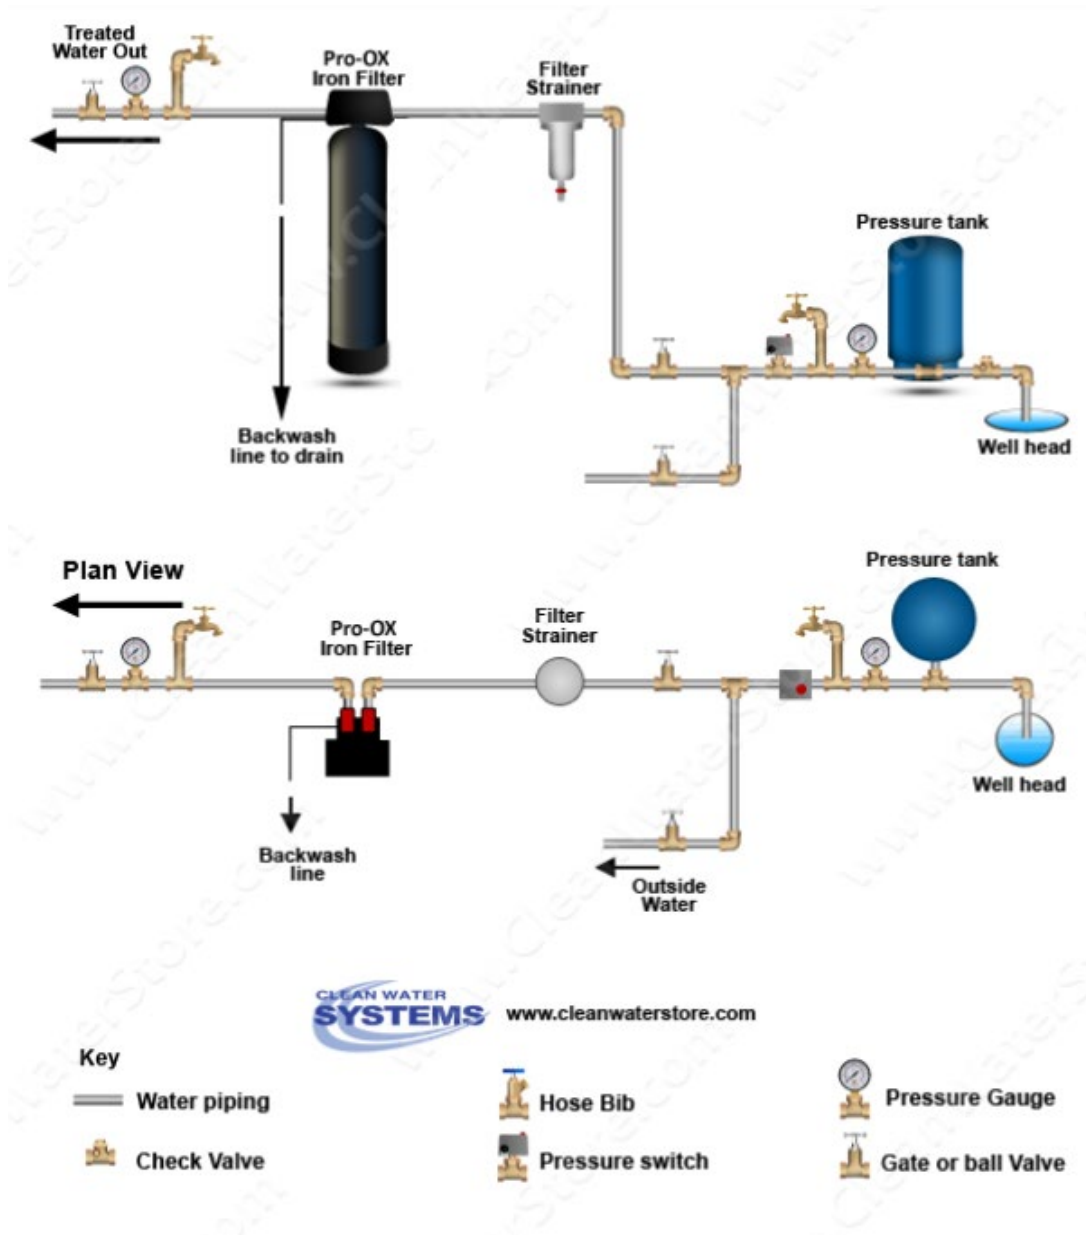 Treated
Water Out
Pro-OX
Iron Filter
Filter
Strainer
Pressure tank
Backwash
line to drain
Well head
Plan View
Pressure tank
Pro-OX
Iron Filter
Filter
Strainer
Well head
Backwash
line
Outside
Water
CLEAN WATER
SYSTEMS
www.cleanwaterstore.com
Key
Water piping
Hose Bib
Pressure Gauge
Check Valve
Pressure switch
Gate or ball Valve